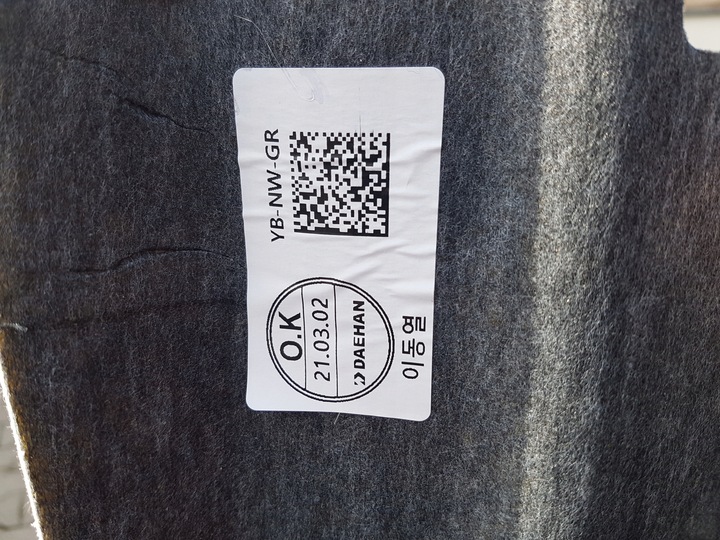 O.K
21.03.02
DAEHAN
이동열
YB-NW-GR